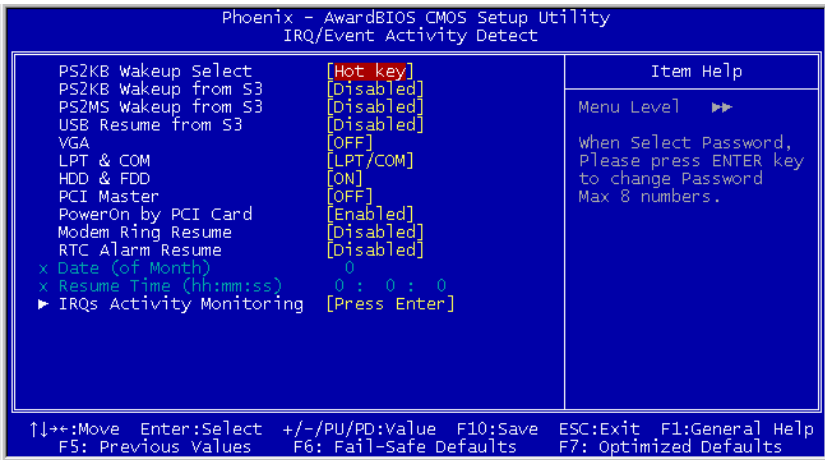 Phoenix - AwardBIOS CMOS Setup Utility
IRQ/Event Activity Detect
PS2KB Wakeup Select [Hot key]
PS2KB Wakeup from S3 [Disabled]
PS2MS Wakeup from S3 [Disabled]
USB Resume from S3 [Disabled]
VGA [OFF]
LPT & COM [LPT/COM]
HDD & FDD [ON]
PCI Master [OFF]
PowerOn by PCI Card [Enabled]
Modem Ring Resume [Disabled]
RTC Alarm Resume [Disabled]
x Date (of Month) 0
x Resume Time (hh:mm:ss) 0 : 0 : 0
► IRQs Activity Monitoring [Press Enter]
Item Help
Menu Level ►►
When Select Password,
Please press ENTER key
to change Password
Max 8 numbers.
↑↓→←:Move Enter:Select +/-/PU/PD:Value F10:Save ESC:Exit F1:General Help
F5: Previous Values F6: Fail-Safe Defaults F7: Optimized Defaults